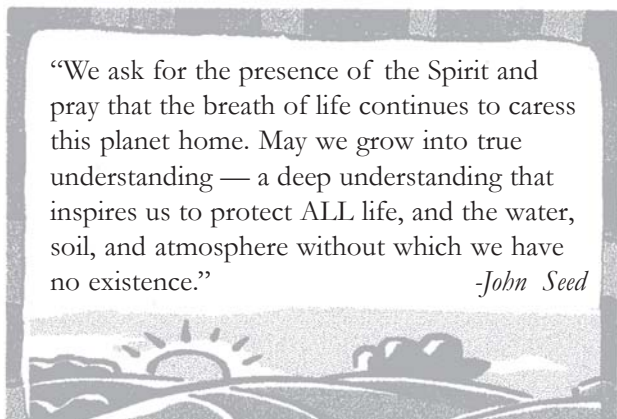 “We ask for the presence of the Spirit and
pray that the breath of life continues to caress
this planet home. May we grow into true
understanding — a deep understanding that
inspires us to protect ALL life, and the water,
soil, and atmosphere without which we have
no existence.” -John Seed